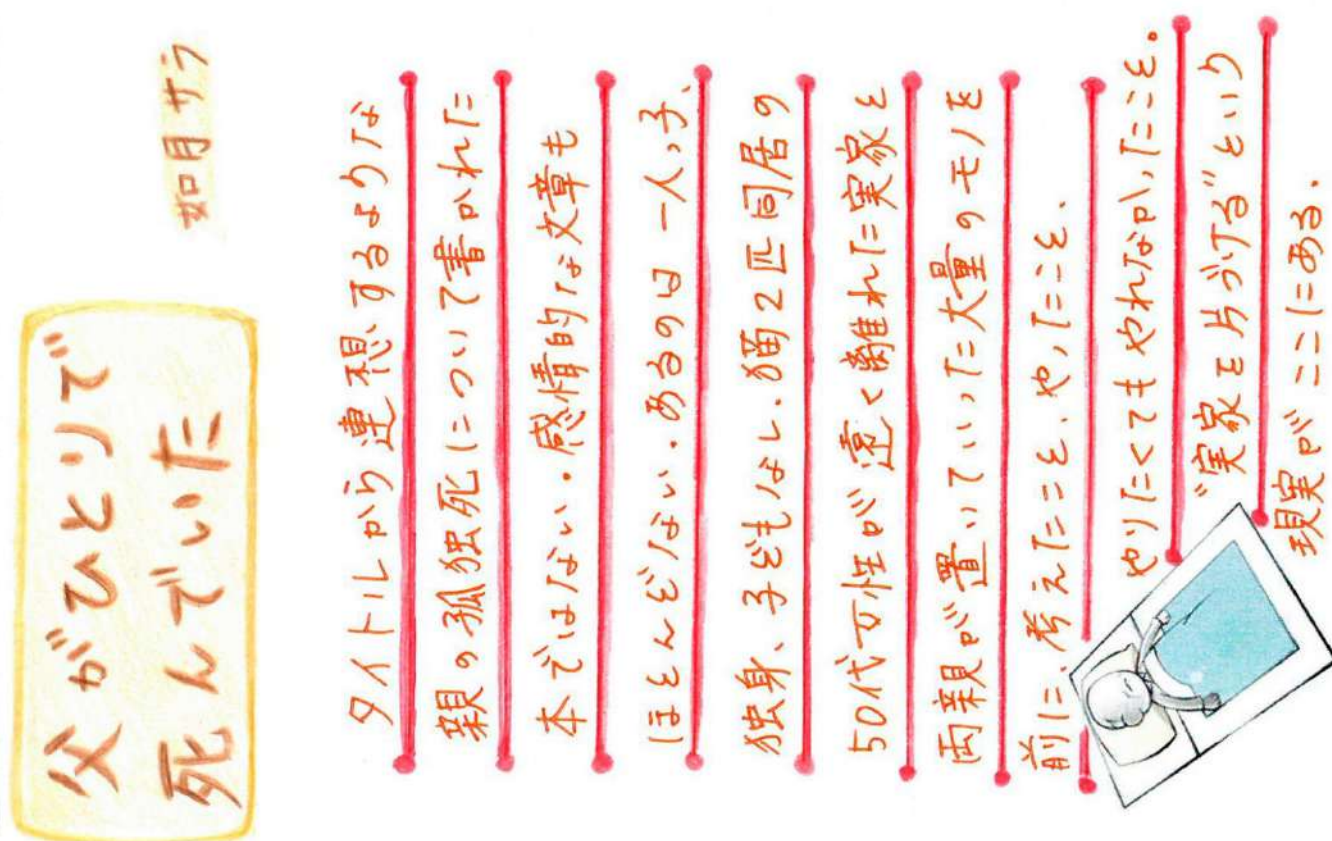 父がひとりで
死んでいた
如月サラ
タイトルから連想するような
親の孤独死について書かれた
本ではない・感情的な文章も
ほとんどない・あるのは一人っ子、
独身、子どもなし・猫2匹同居の
50代女性が遠く離れた実家と
両親が置いていった大量のモノを
前に、考えたことを、やったことを、
やりたくてもやれなかったことを。
“実家を片づける”という
現実がここにある.